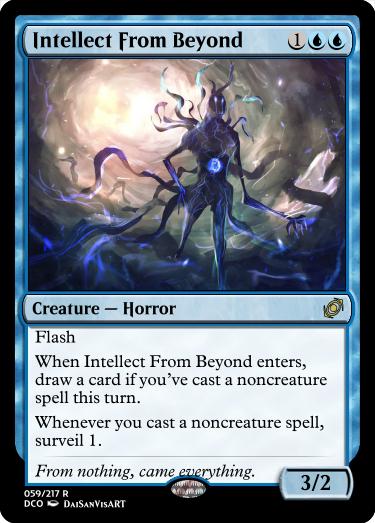 Intellect From Beyond 1
Creature — Horror
Flash
When Intellect From Beyond enters,
draw a card if you've cast a noncreature
spell this turn.
Whenever you cast a noncreature spell,
surveil 1.
From nothing, came everything.
3/2
059/217 R
DCO DaiSanVisART